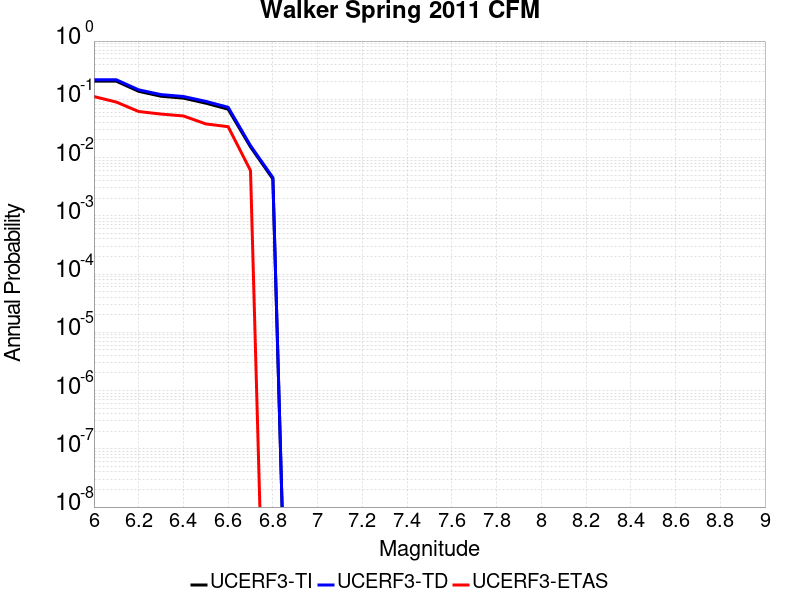 Walker Spring 2011 CFM
10^0
10^-1
10^-2
10^-3
10^-4
10^-5
10^-6
10^-7
10^-8
Annual Probability
6 6.2 6.4 6.6 6.8 7 7.2 7.4 7.6 7.8 8 8.2 8.4 8.6 8.8 9
Magnitude
UCERF3-TI UCERF3-TD UCERF3-ETAS